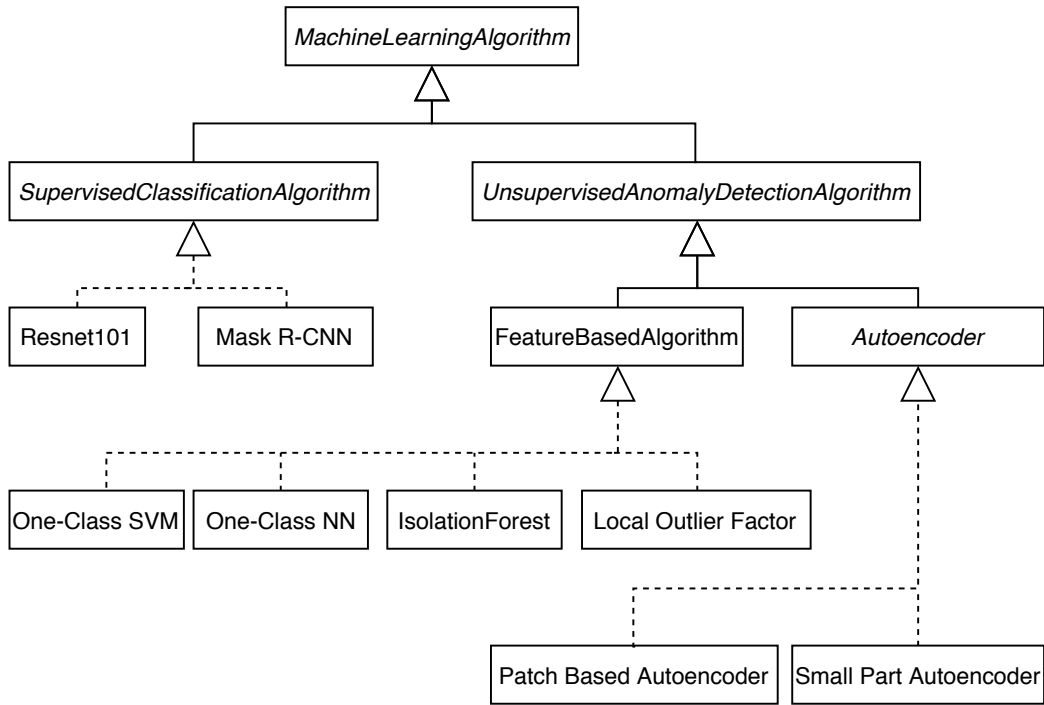 MachineLearningAlgorithm
SupervisedClassificationAlgorithm
UnsupervisedAnomalyDetectionAlgorithm
Resnet101
Mask R-CNN
FeatureBasedAlgorithm
Autoencoder
One-Class SVM
One-Class NN
IsolationForest
Local Outlier Factor
Patch Based Autoencoder
Small Part Autoencoder